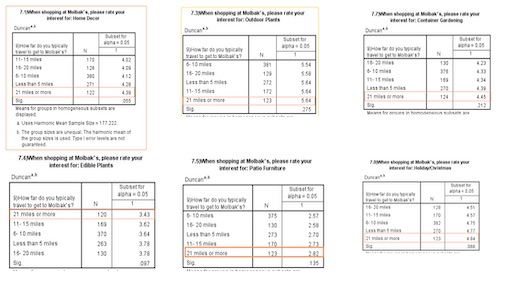 7.1)When shopping at Molbak's, please rate your
interest for: Home Decor
Duncan a,b
9)How far do you typically
travel to get to Molbak's?
N
Subset for
alpha = 0.05
1
11- 15 miles 170 4.02
16- 20 miles 128 4.09
6- 10 miles 380 4.12
Less than 5 miles 271 4.28
21 miles or more 122 4.39
Sig. .055
Means for groups in homogeneous subsets are
displayed.
a. Uses Harmonic Mean Sample Size = 177.222.
b. The group sizes are unequal. The harmonic mean of
the group sizes is used. Type I error levels are not
guaranteed.
7.3)When shopping at Molbak's, please rate your
interest for: Outdoor Plants
Duncan a,b
9)How far do you typically
travel to get to Molbak's?
N
Subset for
alpha = 0.05
1
6- 10 miles 381 5.54
16- 20 miles 129 5.58
Less than 5 miles 272 5.64
11- 15 miles 172 5.64
21 miles or more 123 5.64
Sig. .275
7.2)When shopping at Molbak's, please rate your
interest for: Container Gardening
Duncan a,b
9)How far do you typically
travel to get to Molbak's?
N
Subset for
alpha = 0.05
1
16- 20 miles 130 4.23
6- 10 miles 376 4.33
11- 15 miles 169 4.34
Less than 5 miles 270 4.39
21 miles or more 124 4.45
Sig. .212
Means for groups in homogeneous subsets are
7.4)When shopping at Molbak's, please rate your
interest for: Edible Plants
Duncan a,b
9)How far do you typically
travel to get to Molbak's?
N
Subset for
alpha = 0.05
1
21 miles or more 120 3.43
11- 15 miles 169 3.62
6- 10 miles 370 3.64
Less than 5 miles 263 3.78
16- 20 miles 130 3.78
Sig. .097
7.5)When shopping at Molbak's, please rate your
interest for: Patio Furniture
Duncan a,b
9)How far do you typically
travel to get to Molbak's?
N
Subset for
alpha = 0.05
1
6- 10 miles 375 2.57
16- 20 miles 130 2.58
Less than 5 miles 273 2.70
11- 15 miles 170 2.73
21 miles or more 123 2.82
Sig. .135
interest for: Holiday/Christmas
Duncan a,b
9)How far do you typically
travel to get to Molbak's?
N
Subset for
alpha = 0.05
1
16- 20 miles 128 4.51
11- 15 miles 170 4.57
6- 10 miles 382 4.75
Less than 5 miles 270 4.77
21 miles or more 123 4.84
Sig.